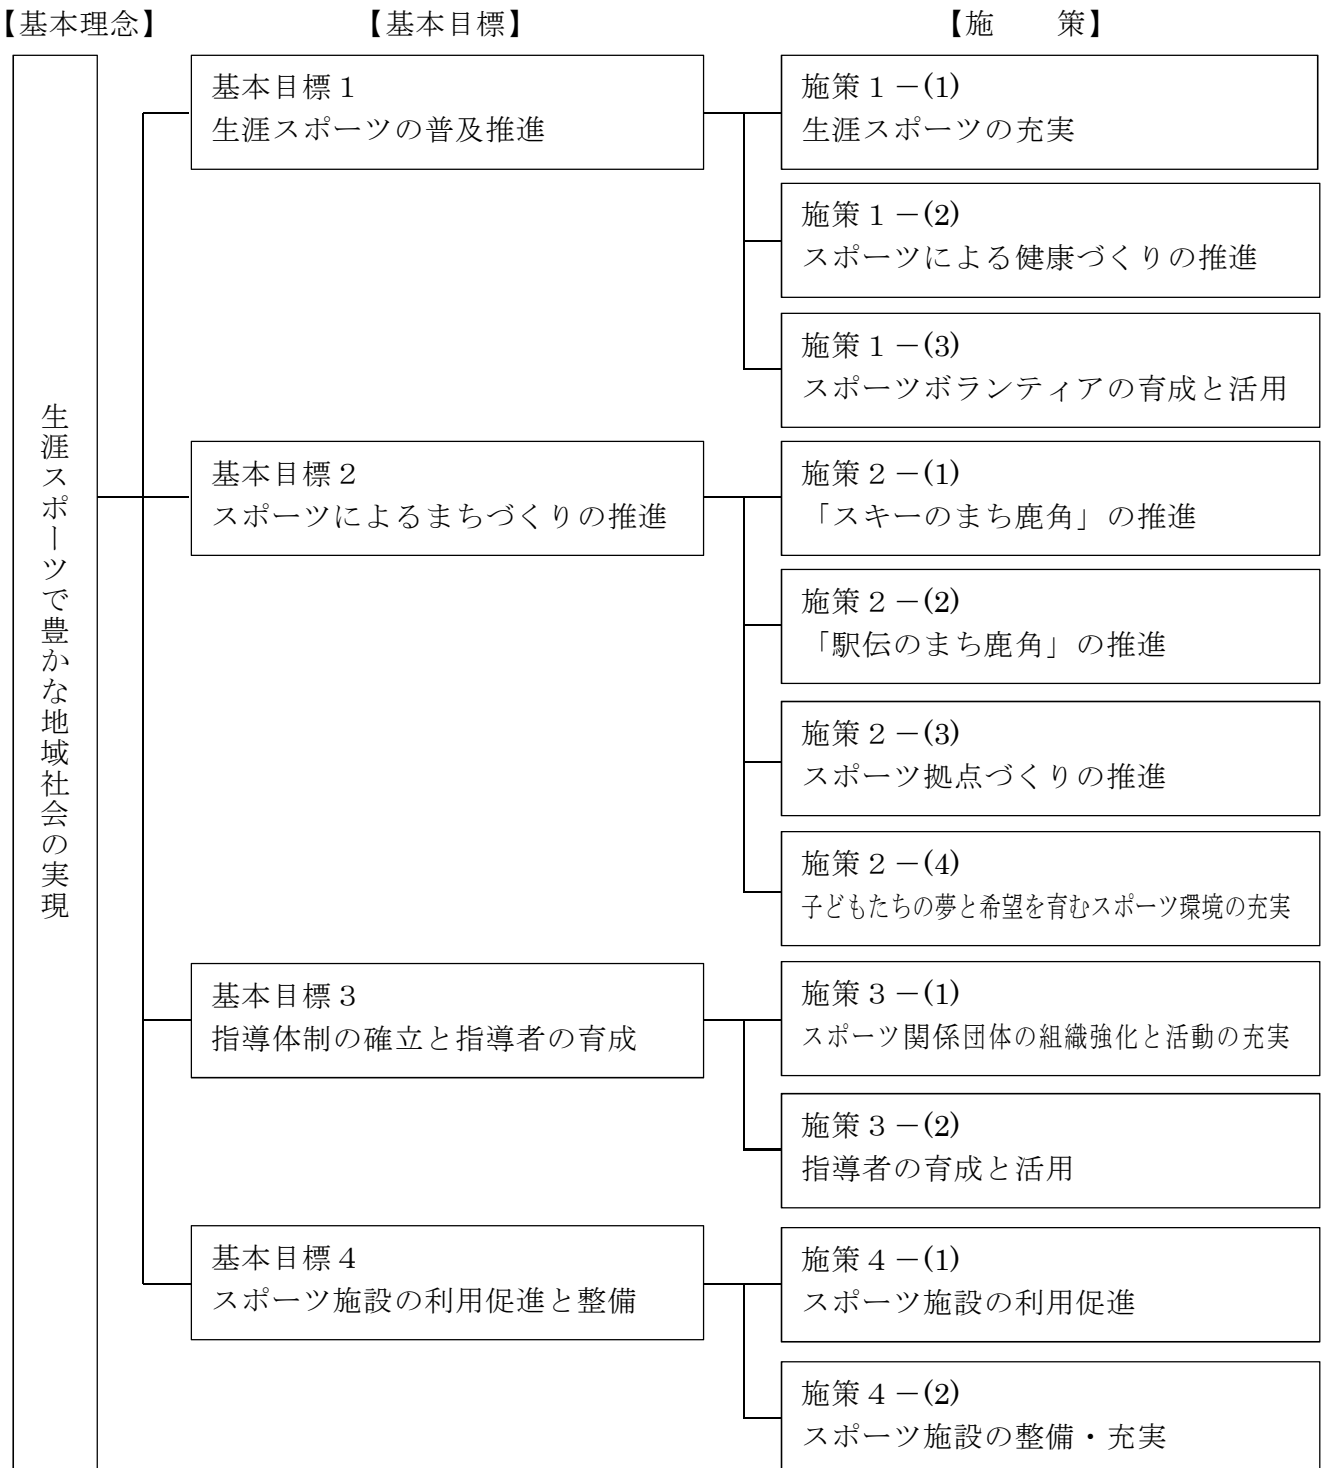 【基本理念】 【基本目標】 【施　　策】
生涯スポーツで豊かな地域社会の実現
基本目標１
生涯スポーツの普及推進
施策１－(1)
生涯スポーツの充実
施策１－(2)
スポーツによる健康づくりの推進
施策１－(3)
スポーツボランティアの育成と活用
基本目標２
スポーツによるまちづくりの推進
施策２－(1)
「スキーのまち鹿角」の推進
施策２－(2)
「駅伝のまち鹿角」の推進
施策２－(3)
スポーツ拠点づくりの推進
施策２－(4)
子どもたちの夢と希望を育むスポーツ環境の充実
基本目標３
指導体制の確立と指導者の育成
施策３－(1)
スポーツ関係団体の組織強化と活動の充実
施策３－(2)
指導者の育成と活用
基本目標４
スポーツ施設の利用促進と整備
施策４－(1)
スポーツ施設の利用促進
施策４－(2)
スポーツ施設の整備・充実